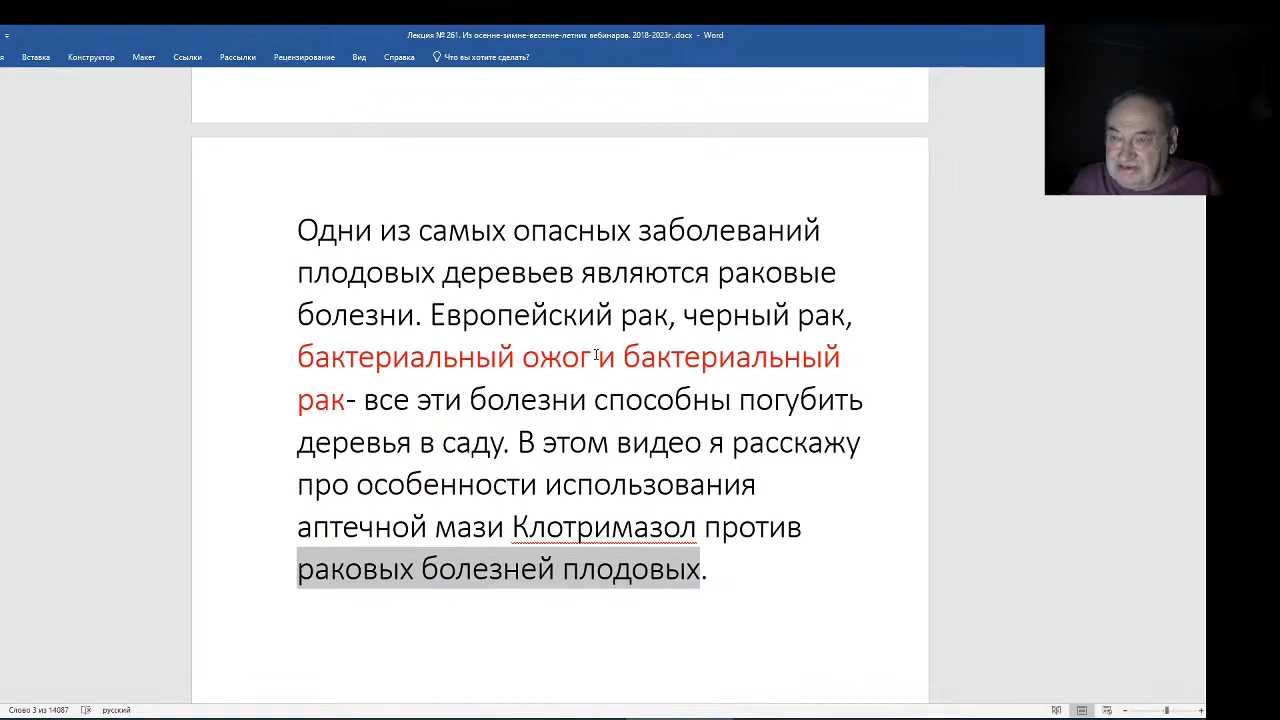 Лекция № 261. Из осенне-зимне-весенне-летних вебинаров. 2018-2023г..docx - Word
я Вставка Конструктор Макет Ссылки Рассылки Рецензирование Вид Справка Что вы хотите сделать?
Одни из самых опасных заболеваний
плодовых деревьев являются раковые
болезни. Европейский рак, черный рак,
бактериальный ожог и бактериальный
рак- все эти болезни способны погубить
деревья в саду. В этом видео я расскажу
про особенности использования
аптечной мази Клотримазол против
раковых болезней плодовых.
Слово 3 из 14087 русский